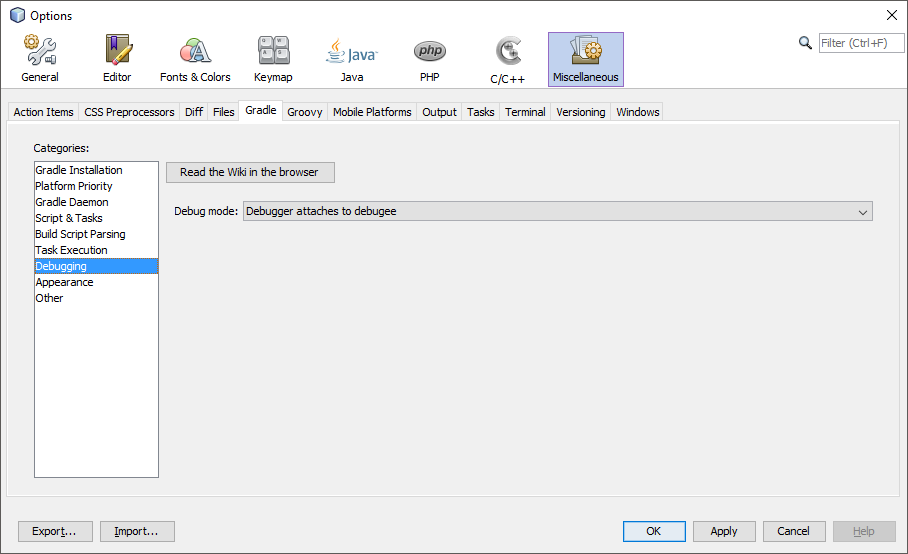 Options
Filter (Ctrl+F)
General Editor Fonts & Colors Keymap Java PHP C/C++ Miscellaneous
Action Items CSS Preprocessors Diff Files Gradle Groovy Mobile Platforms Output Tasks Terminal Versioning Windows
Categories:
Gradle Installation
Platform Priority
Gradle Daemon
Script & Tasks
Build Script Parsing
Task Execution
Debugging
Appearance
Other
Read the Wiki in the browser
Debug mode: Debugger attaches to debugee
Export... Import... OK Apply Cancel Help